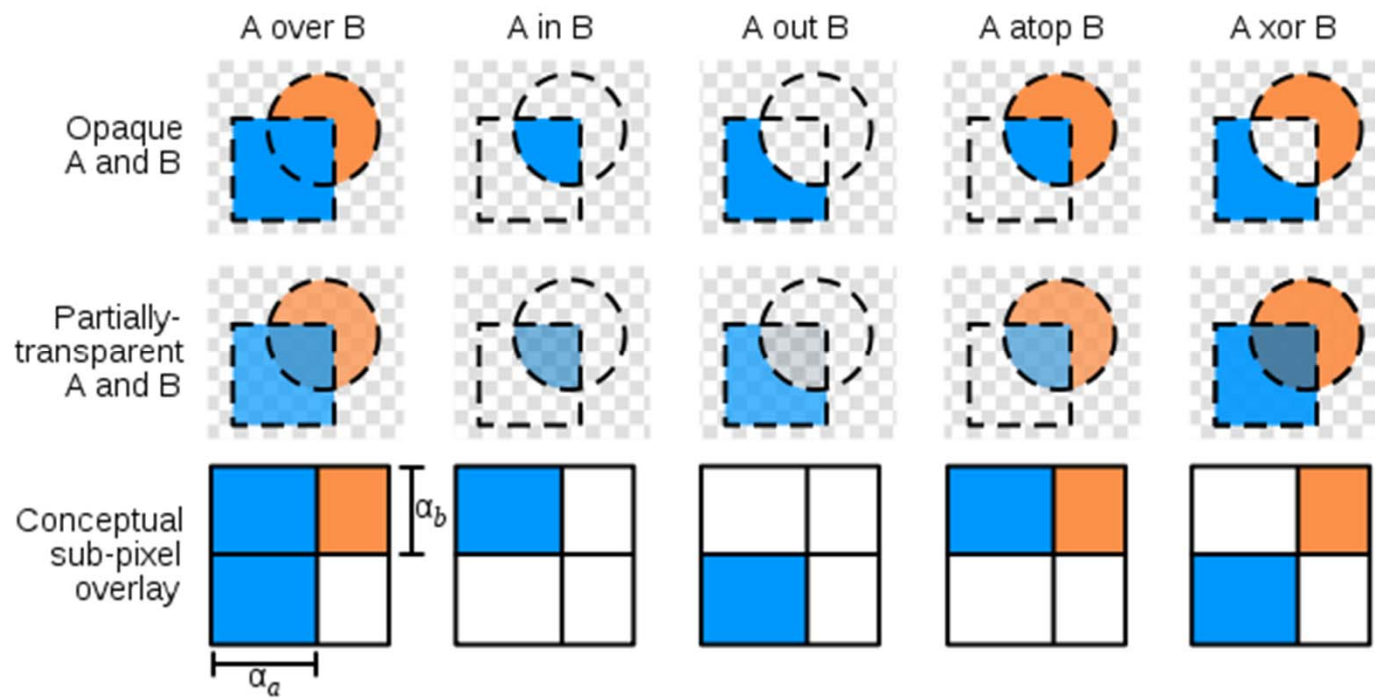 A over B
A in B
A out B
A atop B
A xor B
Opaque
A and B
Partially-
transparent
A and B
Conceptual
sub-pixel
overlay
αb
αa